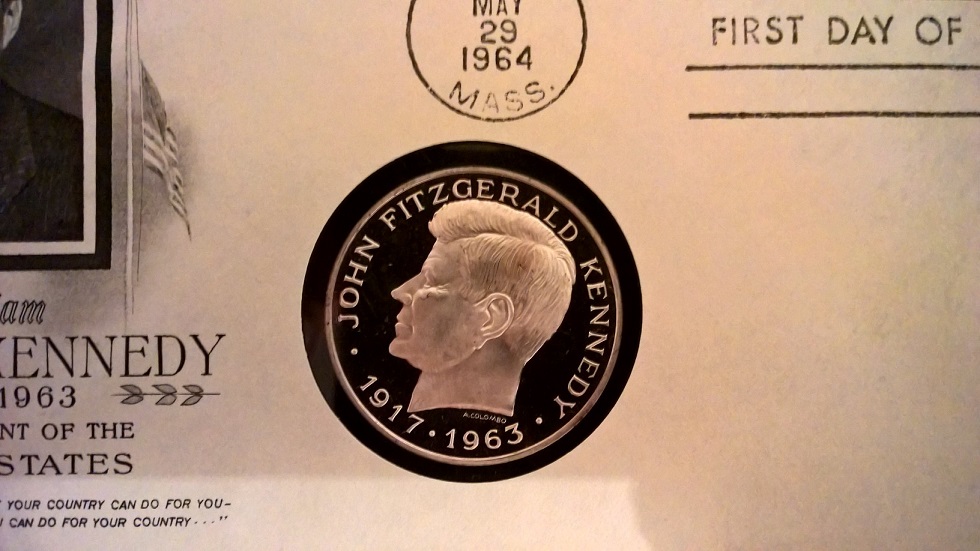 MAY
29
1964
MASS.
FIRST DAY OF
JOHN FITZGERALD KENNEDY
1917 · 1963
A.COLOMBO
am
KENNEDY
1963
NT OF THE
STATES
YOUR COUNTRY CAN DO FOR YOU–
CAN DO FOR YOUR COUNTRY . . ."